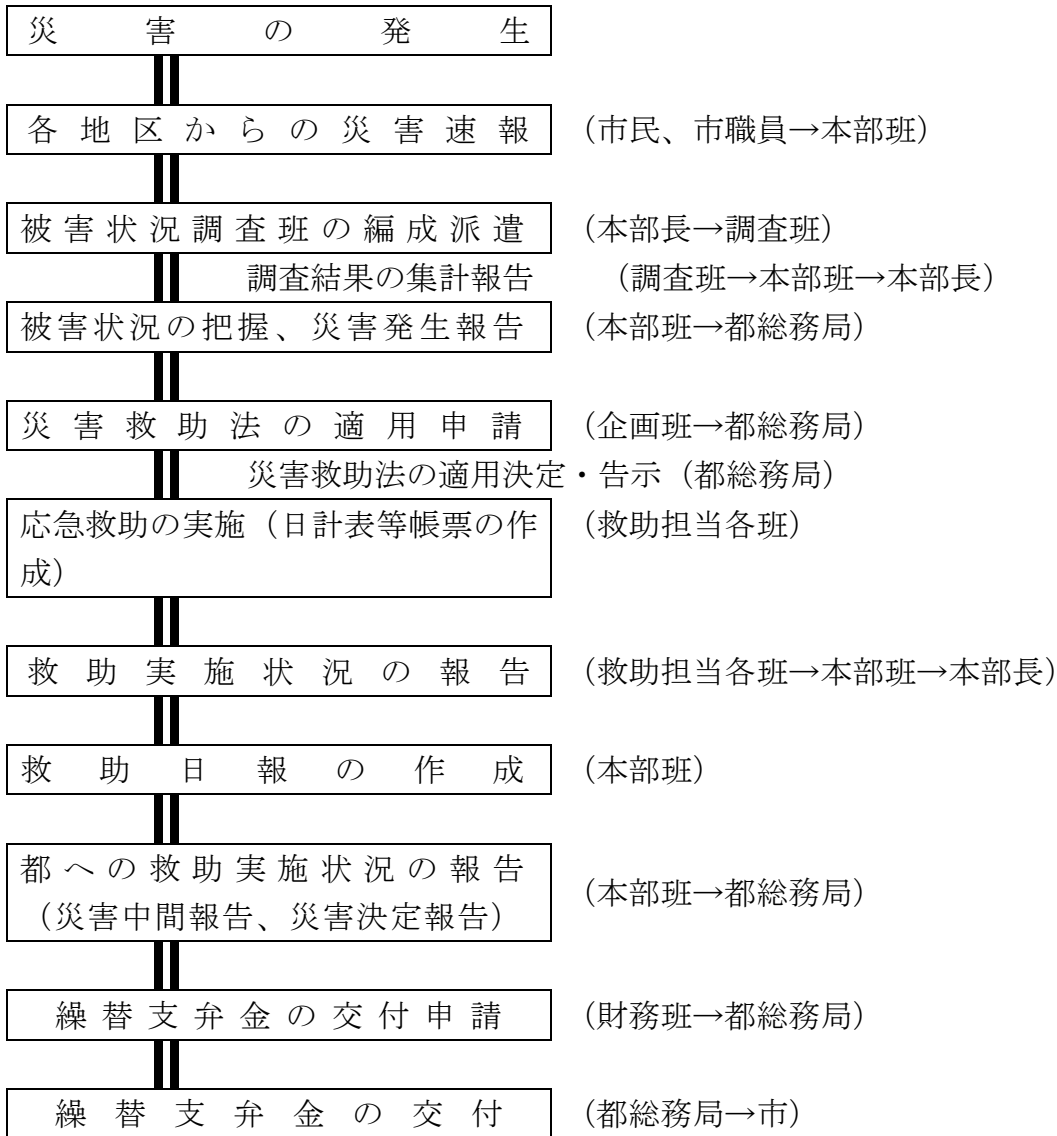 災害の発生
各地区からの災害速報 （市民、市職員→本部班）
被害状況調査班の編成派遣 （本部長→調査班）
調査結果の集計報告 （調査班→本部班→本部長）
被害状況の把握、災害発生報告 （本部班→都総務局）
災害救助法の適用申請 （企画班→都総務局）
災害救助法の適用決定・告示（都総務局）
応急救助の実施（日計表等帳票の作 （救助担当各班）
成）
救助実施状況の報告 （救助担当各班→本部班→本部長）
救助日報の作成 （本部班）
都への救助実施状況の報告
（災害中間報告、災害決定報告） （本部班→都総務局）
繰替支弁金の交付申請 （財務班→都総務局）
繰替支弁金の交付 （都総務局→市）